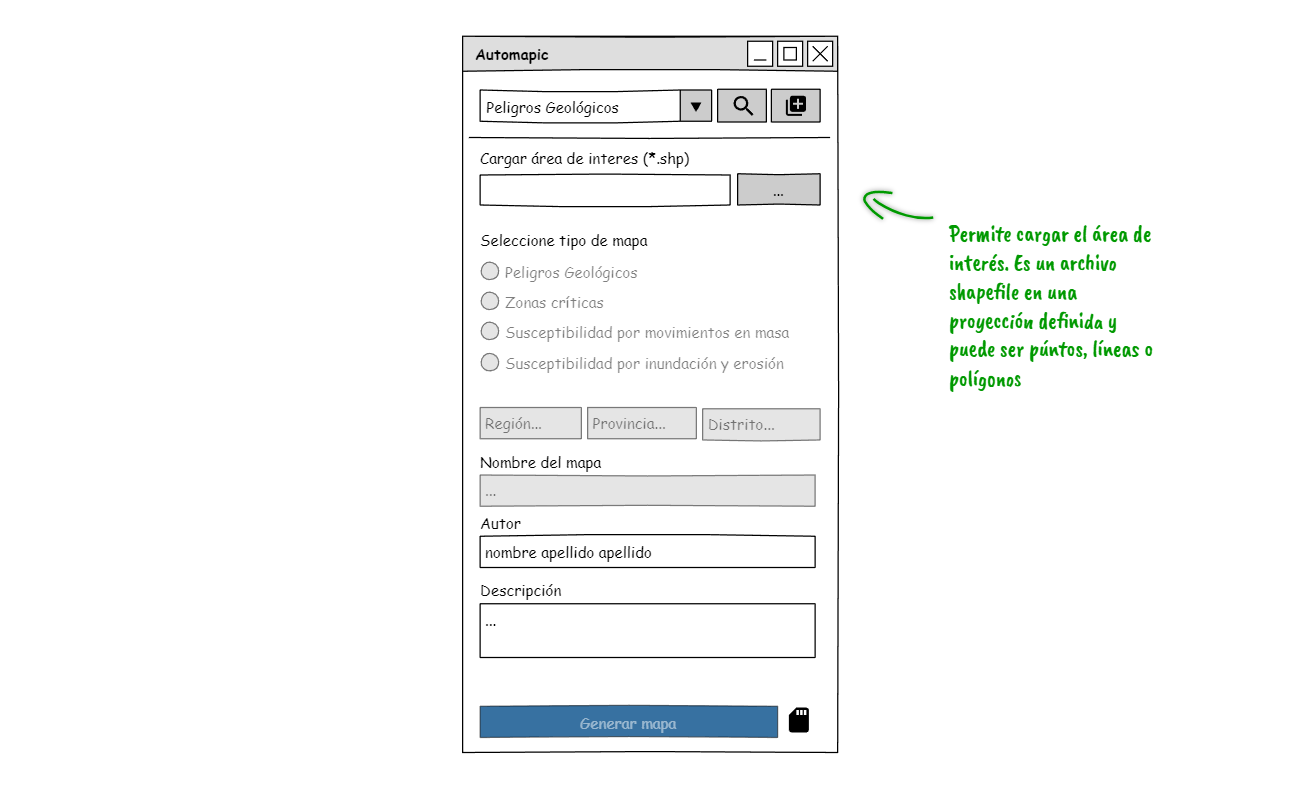 Automapic
Peligros Geológicos
Cargar área de interes (*.shp)
...
Seleccione tipo de mapa
Peligros Geológicos
Zonas críticas
Susceptibilidad por movimientos en masa
Susceptibilidad por inundación y erosión
Región... Provincia... Distrito...
Nombre del mapa
...
Autor
nombre apellido apellido
Descripción
...
Generar mapa
Permite cargar el área de
interés. Es un archivo
shapefile en una
proyección definida y
puede ser púntos, líneas o
polígonos